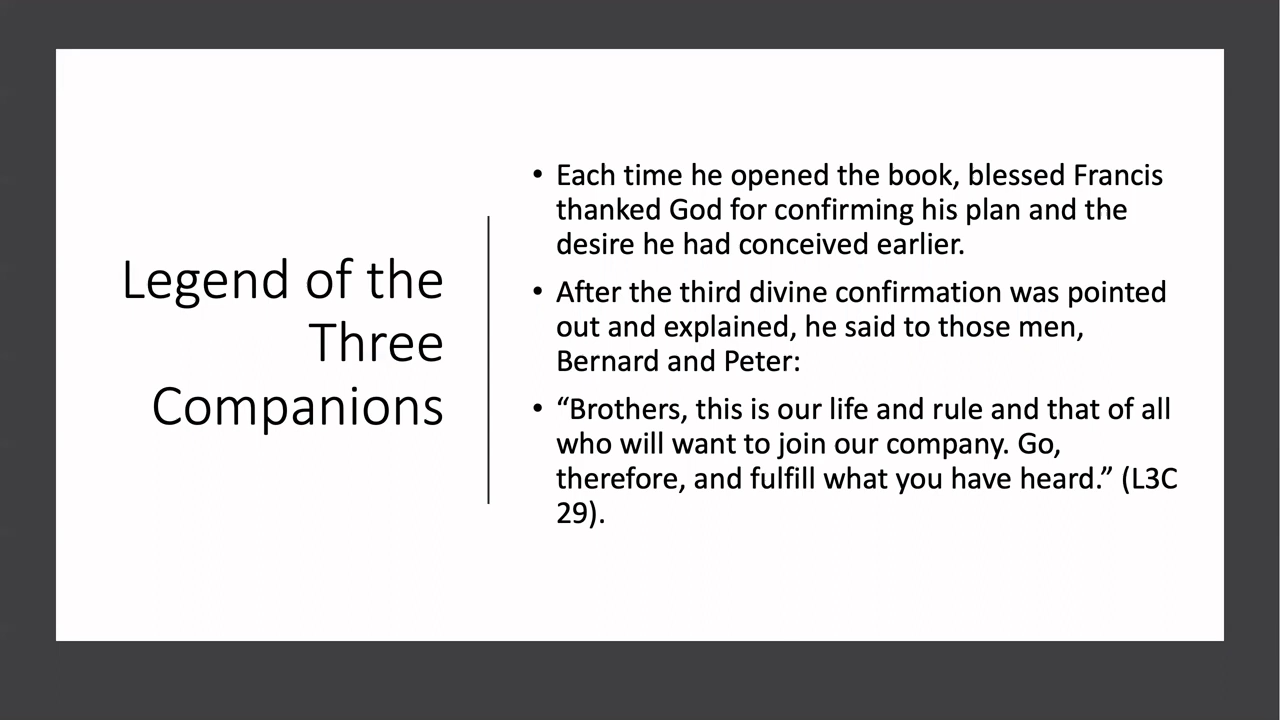 Legend of the
Three
Companions
• Each time he opened the book, blessed Francis
thanked God for confirming his plan and the
desire he had conceived earlier.
• After the third divine confirmation was pointed
out and explained, he said to those men,
Bernard and Peter:
• “Brothers, this is our life and rule and that of all
who will want to join our company. Go,
therefore, and fulfill what you have heard.” (L3C
29).